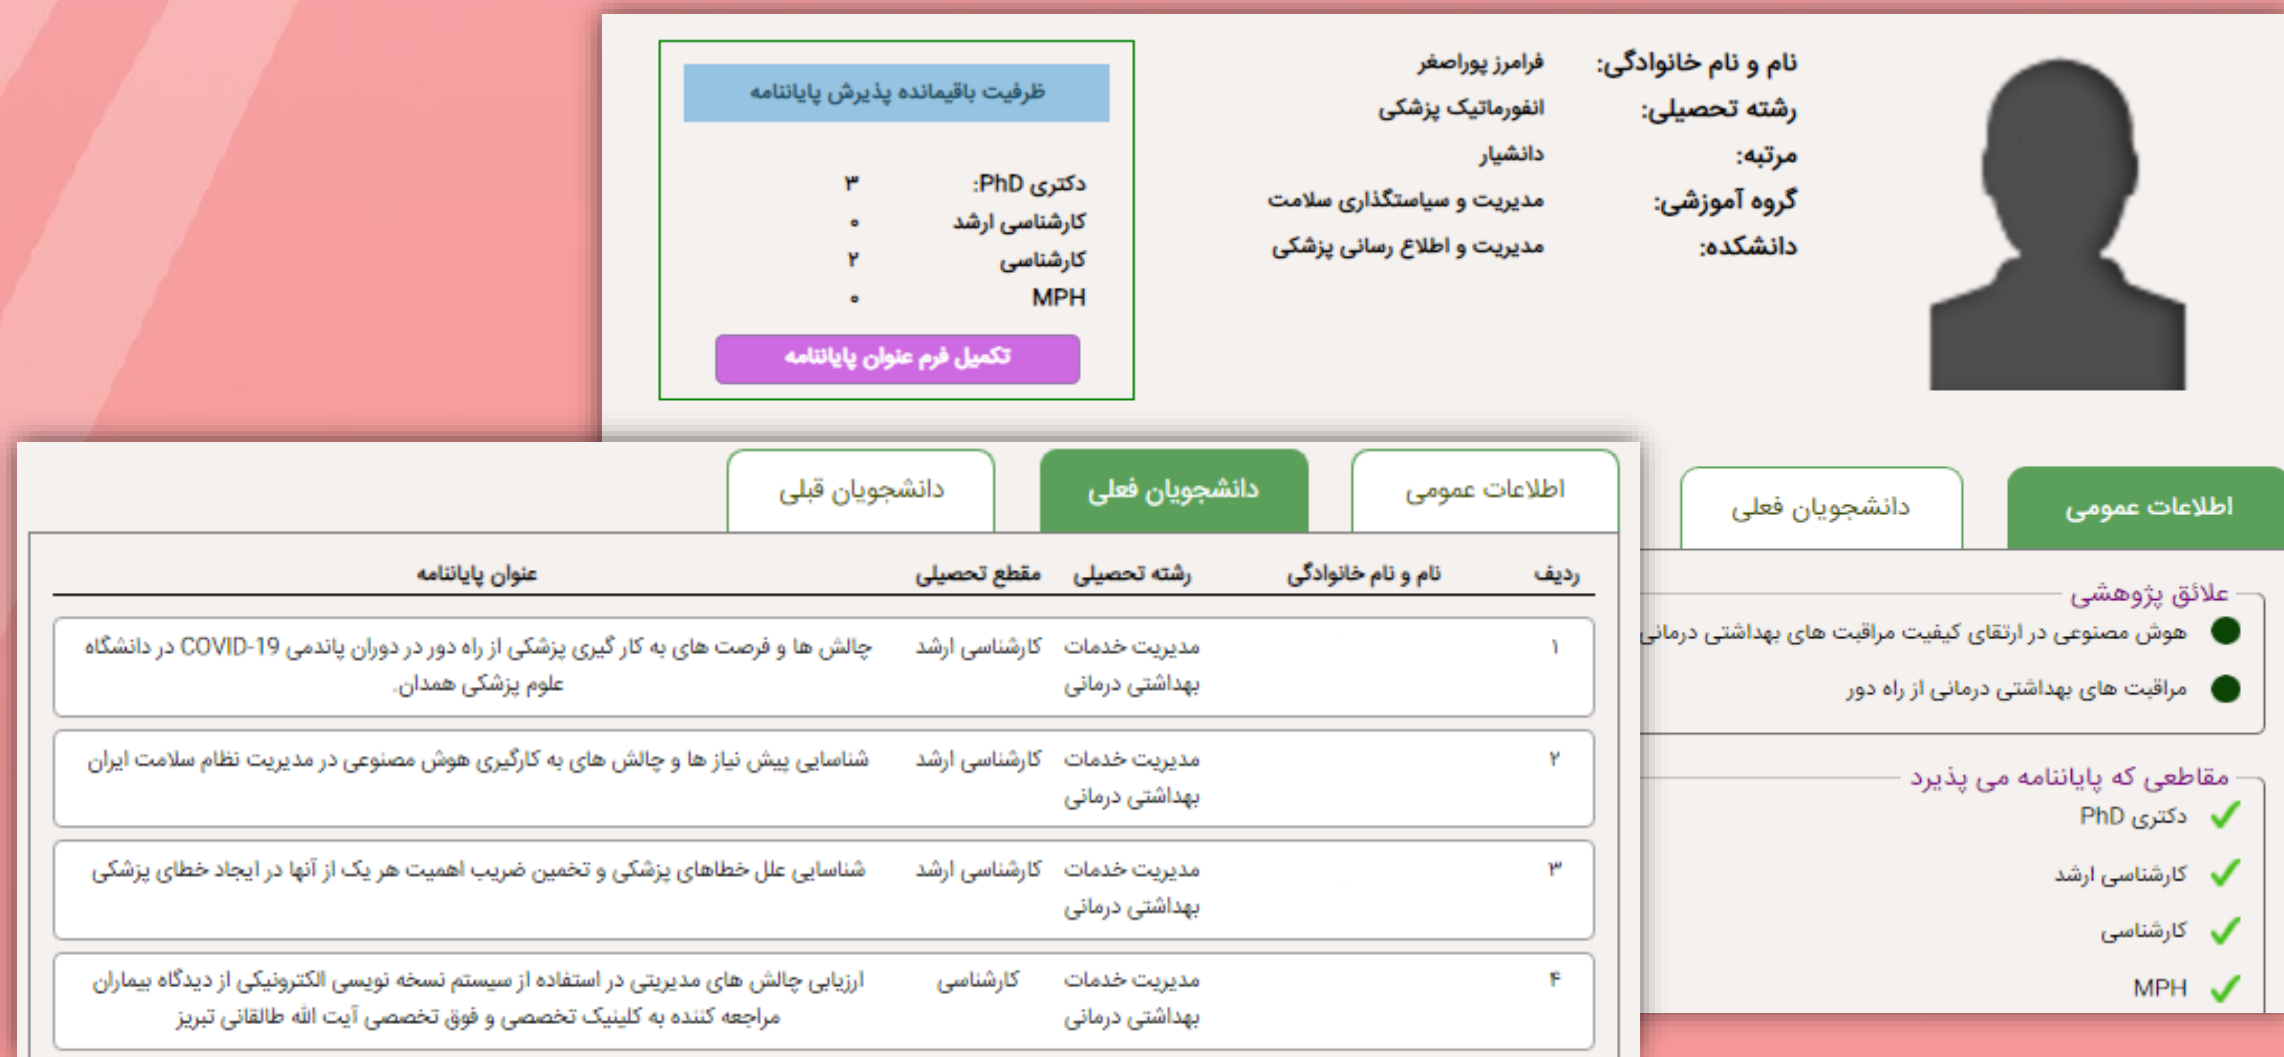 نام و نام خانوادگی: فرامرز پوراصغر
رشته تحصیلی: انفورماتیک پزشکی
مرتبه: دانشیار
گروه آموزشی: مدیریت و سیاستگذاری سلامت
دانشکده: مدیریت و اطلاع رسانی پزشکی
ظرفیت باقیمانده پذیرش پایاننامه
دکتری PhD: ۳
کارشناسی ارشد ۰
کارشناسی ۲
MPH ۰
تکمیل فرم عنوان پایاننامه
اطلاعات عمومی دانشجویان فعلی
علائق پژوهشی
هوش مصنوعی در ارتقای کیفیت مراقبت های بهداشتی درمانی
مراقبت های بهداشتی درمانی از راه دور
مقاطعی که پایاننامه می پذیرد
دکتری PhD
کارشناسی ارشد
کارشناسی
MPH
اطلاعات عمومی دانشجویان فعلی دانشجویان قبلی
ردیف نام و نام خانوادگی رشته تحصیلی مقطع تحصیلی عنوان پایاننامه
۱ مدیریت خدمات کارشناسی ارشد چالش ها و فرصت های به کار گیری پزشکی از راه دور در دوران پاندمی COVID-19 در دانشگاه
بهداشتی درمانی علوم پزشکی همدان.
۲ مدیریت خدمات کارشناسی ارشد شناسایی پیش نیاز ها و چالش های به کارگیری هوش مصنوعی در مدیریت نظام سلامت ایران
بهداشتی درمانی
۳ مدیریت خدمات کارشناسی ارشد شناسایی علل خطاهای پزشکی و تخمین ضریب اهمیت هر یک از آنها در ایجاد خطای پزشکی
بهداشتی درمانی
۴ مدیریت خدمات کارشناسی ارزیابی چالش های مدیریتی در استفاده از سیستم نسخه نویسی الکترونیکی از دیدگاه بیماران
بهداشتی درمانی مراجعه کننده به کلینیک تخصصی و فوق تخصصی آیت الله طالقانی تبریز